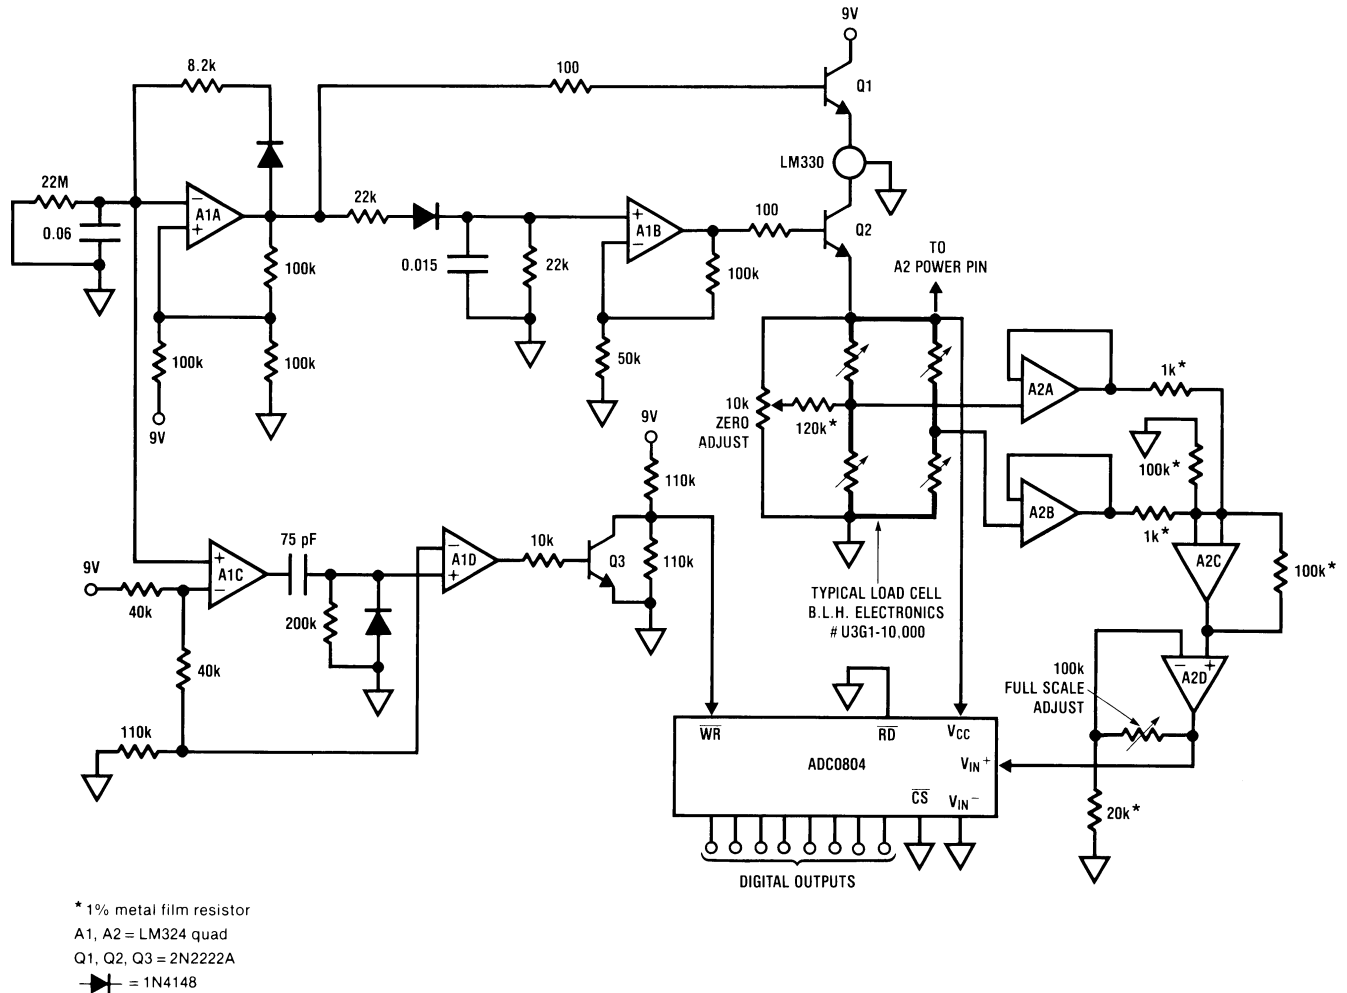 9V
8.2k
100
Q1
LM330
22M
0.06
A1A
−
+
22k
100k
0.015
22k
+
A1B
−
100
Q2
100k
TO
A2 POWER PIN
100k
100k
9V
50k
9V
110k
10k
ZERO
ADJUST
120k*
A2A
1k*
100k*
A2B
1k*
A2C
100k*
9V
40k
+
A1C
−
75 pF
200k
−
A1D
+
10k
Q3
110k
TYPICAL LOAD CELL
B.L.H. ELECTRONICS
# U3G1-10,000
40k
110k
100k
FULL SCALE
ADJUST
− +
A2D
20k*
WR
RD
VCC
ADC0804
VIN+
CS
VIN−
DIGITAL OUTPUTS
* 1% metal film resistor
A1, A2 = LM324 quad
Q1, Q2, Q3 = 2N2222A
= 1N4148